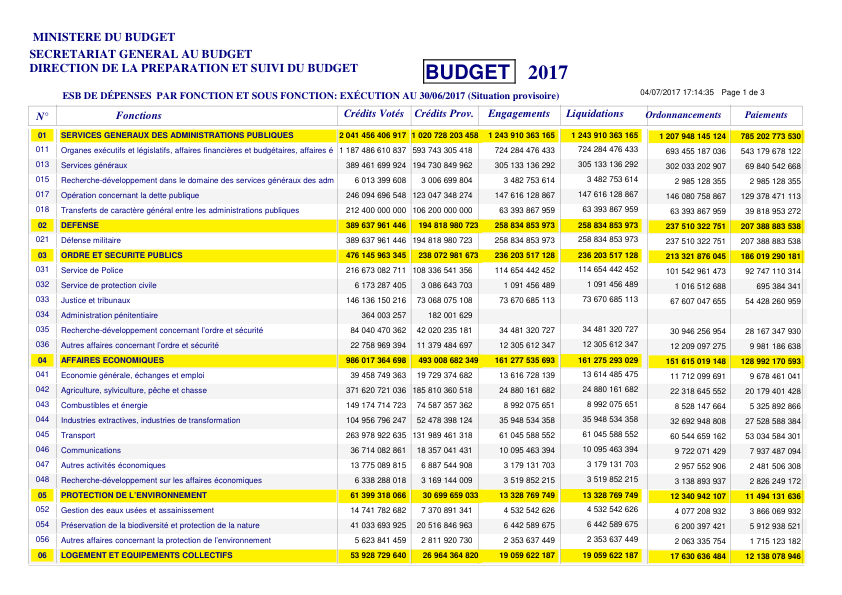 MINISTERE DU BUDGET
SECRETARIAT GENERAL AU BUDGET
DIRECTION DE LA PREPARATION ET SUIVI DU BUDGET
BUDGET 2017
ESB DE DÉPENSES PAR FONCTION ET SOUS FONCTION: EXÉCUTION AU 30/06/2017 (Situation provisoire)
04/07/2017 17:14:35 Page 1 de 3
N° Fonctions Crédits Votés Crédits Prov. Engagements Liquidations Ordonnancements Paiements
01 SERVICES GENERAUX DES ADMINISTRATIONS PUBLIQUES 2 041 456 406 917 1 020 728 203 458 1 243 910 363 165 1 243 910 363 165 1 207 948 145 124 785 202 773 530
011 Organes exécutifs et législatifs, affaires financières et budgétaires, affaires é 1 187 486 610 837 593 743 305 418 724 284 476 433 724 284 476 433 693 455 187 036 543 179 678 122
013 Services généraux 389 461 699 924 194 730 849 962 305 133 136 292 305 133 136 292 302 033 202 907 69 840 542 668
015 Recherche-développement dans le domaine des services généraux des adm 6 013 399 608 3 006 699 804 3 482 753 614 3 482 753 614 2 985 128 355 2 985 128 355
017 Opération concernant la dette publique 246 094 696 548 123 047 348 274 147 616 128 867 147 616 128 867 146 080 758 867 129 378 471 113
018 Transferts de caractère général entre les administrations publiques 212 400 000 000 106 200 000 000 63 393 867 959 63 393 867 959 63 393 867 959 39 818 953 272
02 DEFENSE 389 637 961 446 194 818 980 723 258 834 853 973 258 834 853 973 237 510 322 751 207 388 883 538
021 Défense militaire 389 637 961 446 194 818 980 723 258 834 853 973 258 834 853 973 237 510 322 751 207 388 883 538
03 ORDRE ET SECURITE PUBLICS 476 145 963 345 238 072 981 673 236 203 517 128 236 203 517 128 213 321 876 045 186 019 290 181
031 Service de Police 216 673 082 711 108 336 541 356 114 654 442 452 114 654 442 452 101 542 961 473 92 747 110 314
032 Service de protection civile 6 173 287 405 3 086 643 703 1 091 456 489 1 091 456 489 1 016 512 688 695 384 341
033 Justice et tribunaux 146 136 150 216 73 068 075 108 73 670 685 113 73 670 685 113 67 607 047 655 54 428 260 959
034 Administration pénitentiaire 364 003 257 182 001 629
035 Recherche-développement concernant l'ordre et sécurité 84 040 470 362 42 020 235 181 34 481 320 727 34 481 320 727 30 946 256 954 28 167 347 930
036 Autres affaires concernant l'ordre et sécurité 22 758 969 394 11 379 484 697 12 305 612 347 12 305 612 347 12 209 097 275 9 981 186 638
04 AFFAIRES ECONOMIQUES 986 017 364 698 493 008 682 349 161 277 535 693 161 275 293 029 151 615 019 148 128 992 170 593
041 Economie générale, échanges et emploi 39 458 749 363 19 729 374 682 13 616 728 139 13 614 485 475 11 712 099 691 9 678 461 041
042 Agriculture, sylviculture, pêche et chasse 371 620 721 036 185 810 360 518 24 880 161 682 24 880 161 682 22 318 645 552 20 179 401 428
043 Combustibles et énergie 149 174 714 723 74 587 357 362 8 992 075 651 8 992 075 651 8 528 147 664 5 325 892 866
044 Industries extractives, industries de transformation 104 956 796 247 52 478 398 124 35 948 534 358 35 948 534 358 32 692 948 808 27 528 588 384
045 Transport 263 978 922 635 131 989 461 318 61 045 588 552 61 045 588 552 60 544 659 162 53 034 584 301
046 Communications 36 714 082 861 18 357 041 431 10 095 463 394 10 095 463 394 9 722 071 429 7 937 487 094
047 Autres activités économiques 13 775 089 815 6 887 544 908 3 179 131 703 3 179 131 703 2 957 552 906 2 481 506 308
048 Recherche-développement sur les affaires économiques 6 338 288 018 3 169 144 009 3 519 852 215 3 519 852 215 3 138 893 937 2 826 249 172
05 PROTECTION DE L'ENVIRONNEMENT 61 399 318 066 30 699 659 033 13 328 769 749 13 328 769 749 12 340 942 107 11 494 131 636
052 Gestion des eaux usées et assainissement 14 741 782 682 7 370 891 341 4 532 542 626 4 532 542 626 4 077 208 932 3 866 069 932
054 Préservation de la biodiversité et protection de la nature 41 033 693 925 20 516 846 963 6 442 589 675 6 442 589 675 6 200 397 421 5 912 938 521
056 Autres affaires concernant la protection de l'environnement 5 623 841 459 2 811 920 730 2 353 637 449 2 353 637 449 2 063 335 754 1 715 123 182
06 LOGEMENT ET EQUIPEMENTS COLLECTIFS 53 928 729 640 26 964 364 820 19 059 622 187 19 059 622 187 17 630 636 484 12 138 078 946